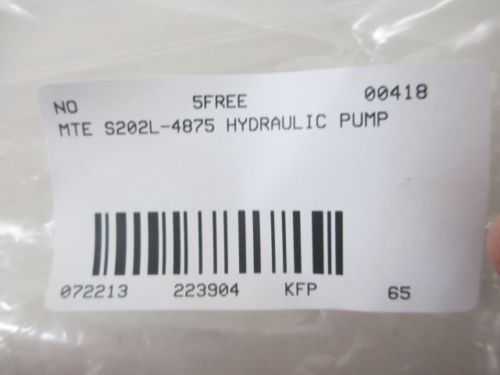 NO 5FREE 00418
MTE S202L-4875 HYDRAULIC PUMP
072213 223904 KFP 65